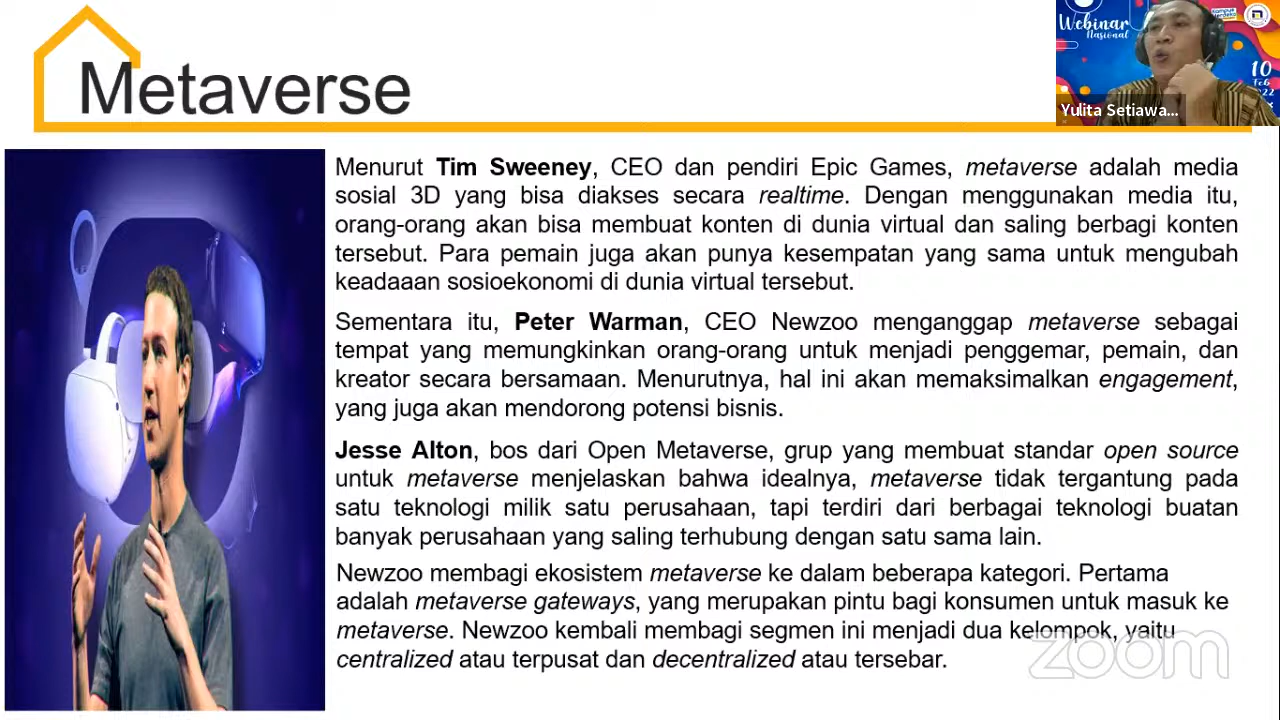 Metaverse
Webinar
Nasional
10
Yulita Setiawa...
Menurut Tim Sweeney, CEO dan pendiri Epic Games, metaverse adalah media
sosial 3D yang bisa diakses secara realtime. Dengan menggunakan media itu,
orang-orang akan bisa membuat konten di dunia virtual dan saling berbagi konten
tersebut. Para pemain juga akan punya kesempatan yang sama untuk mengubah
keadaaan sosioekonomi di dunia virtual tersebut.
Sementara itu, Peter Warman, CEO Newzoo menganggap metaverse sebagai
tempat yang memungkinkan orang-orang untuk menjadi penggemar, pemain, dan
kreator secara bersamaan. Menurutnya, hal ini akan memaksimalkan engagement,
yang juga akan mendorong potensi bisnis.
Jesse Alton, bos dari Open Metaverse, grup yang membuat standar open source
untuk metaverse menjelaskan bahwa idealnya, metaverse tidak tergantung pada
satu teknologi milik satu perusahaan, tapi terdiri dari berbagai teknologi buatan
banyak perusahaan yang saling terhubung dengan satu sama lain.
Newzoo membagi ekosistem metaverse ke dalam beberapa kategori. Pertama
adalah metaverse gateways, yang merupakan pintu bagi konsumen untuk masuk ke
metaverse. Newzoo kembali membagi segmen ini menjadi dua kelompok, yaitu
centralized atau terpusat dan decentralized atau tersebar.
zoom